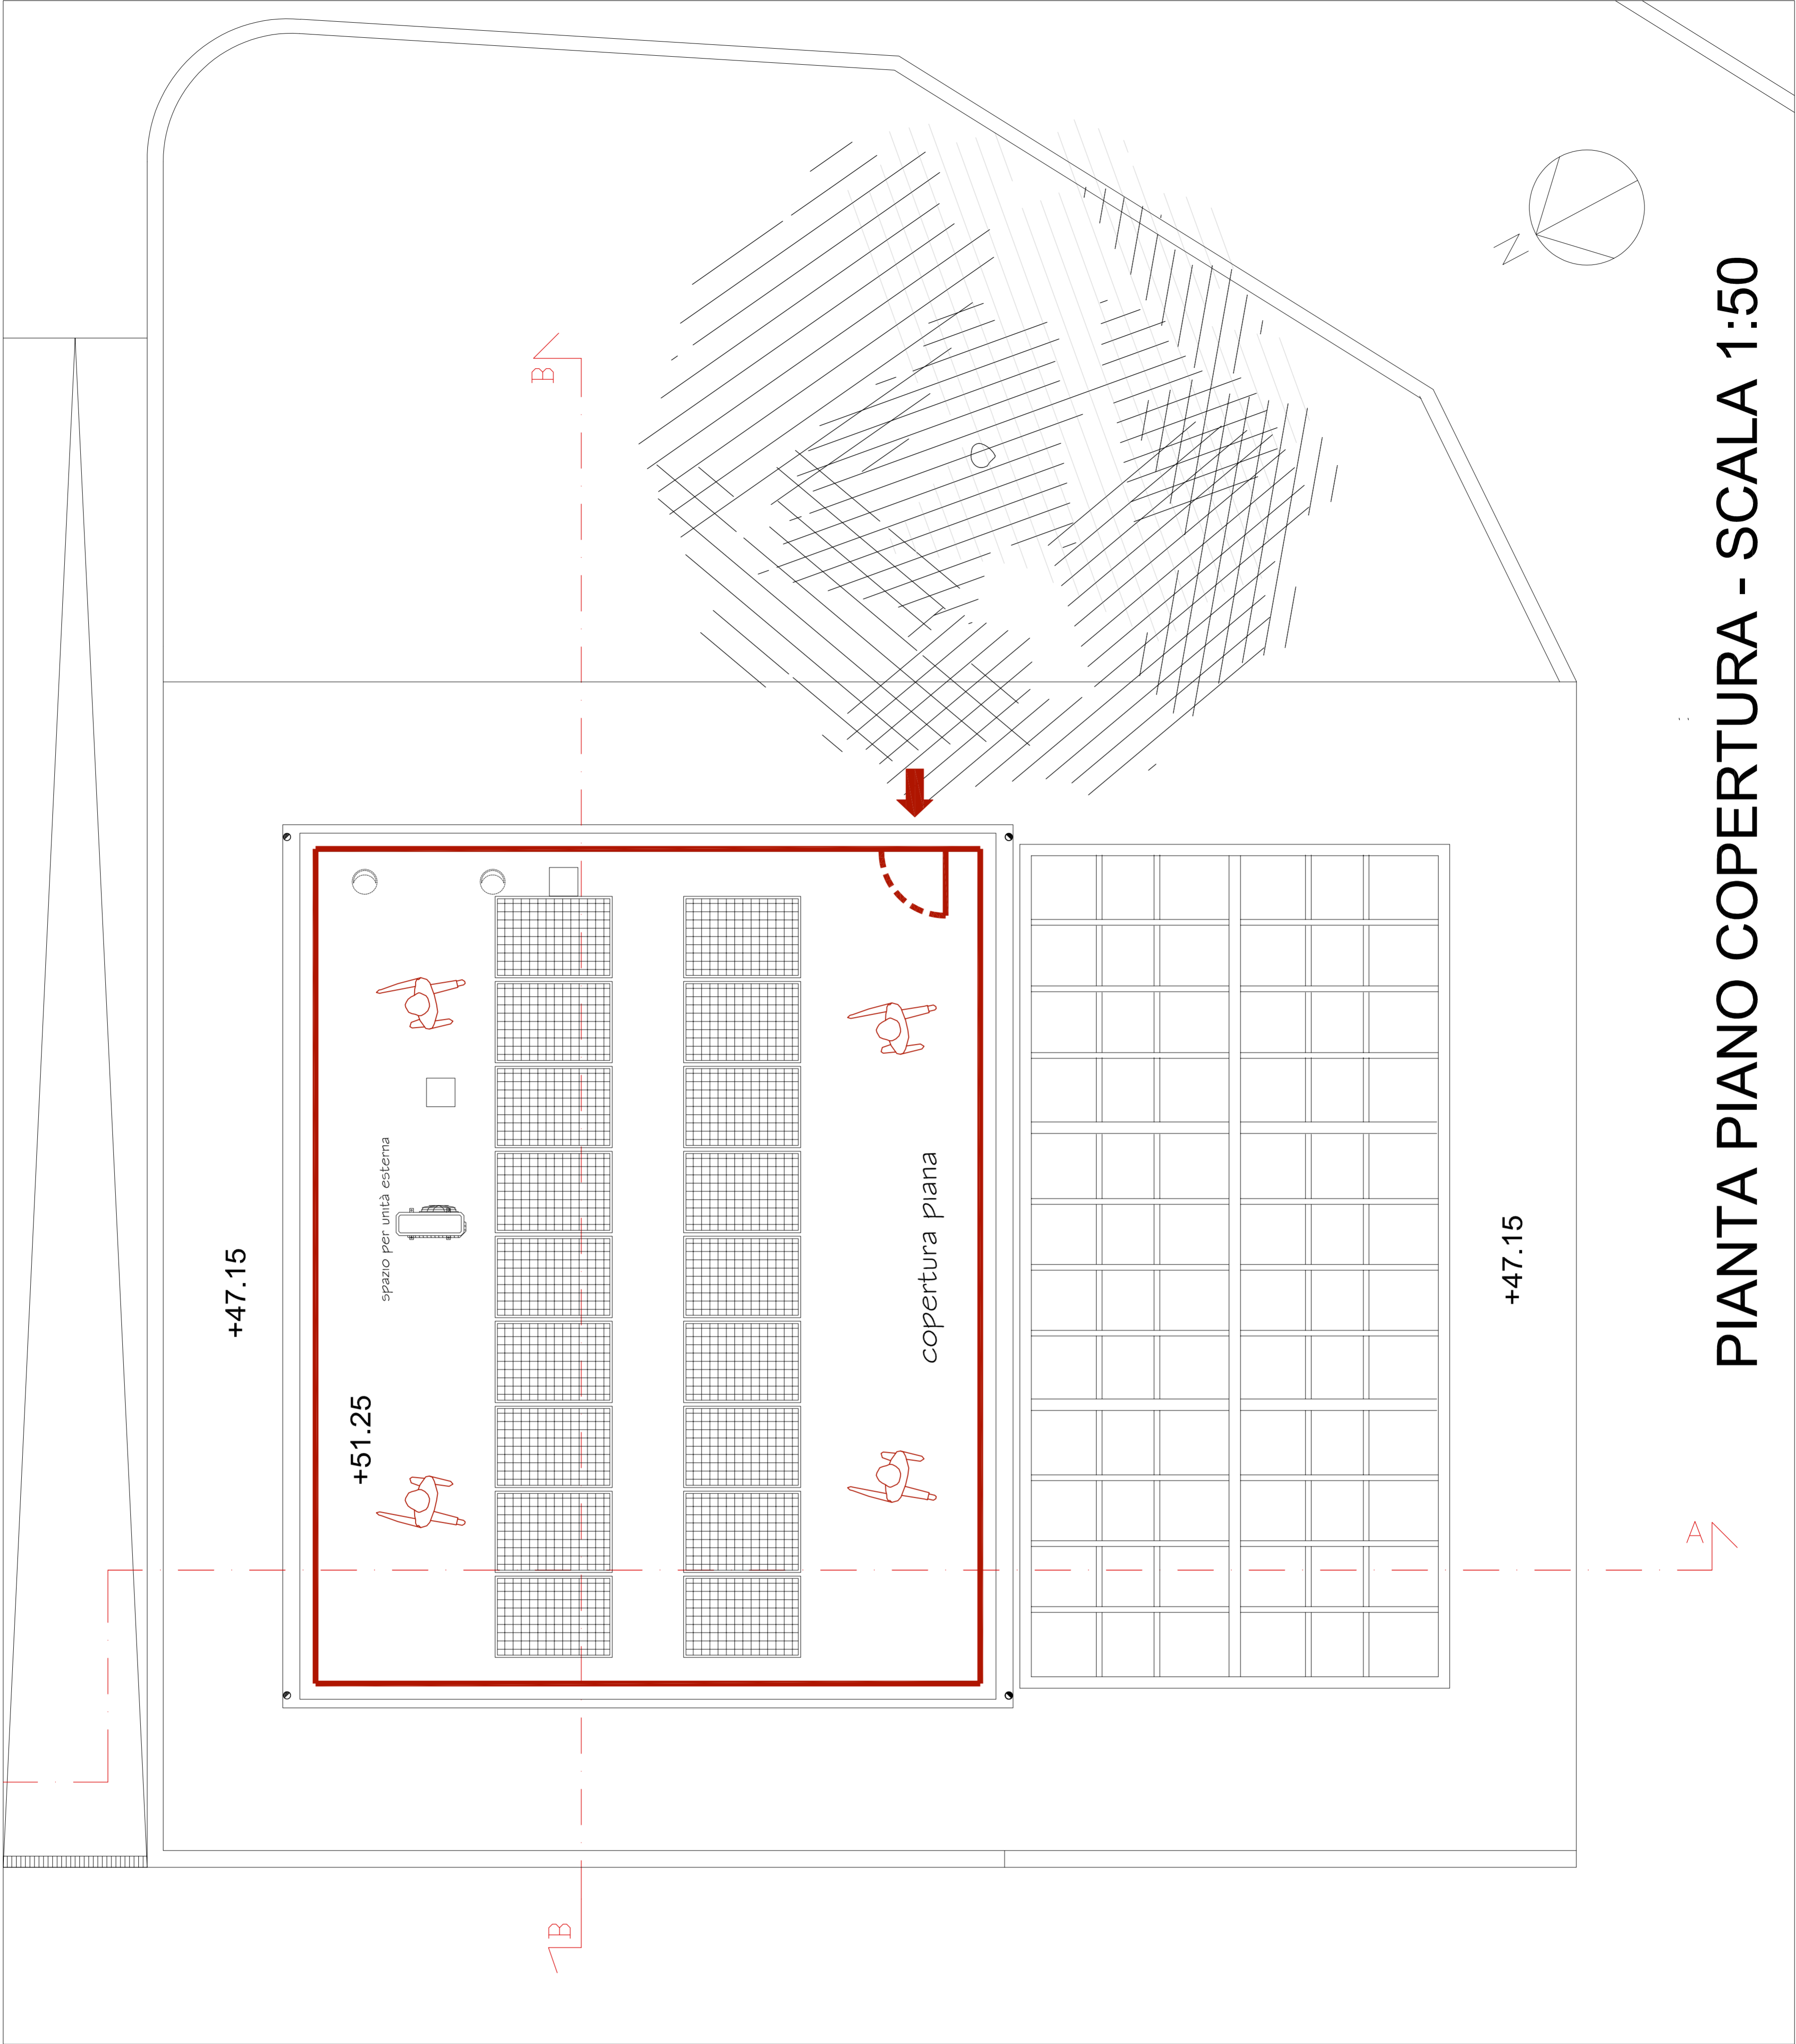 PIANTA PIANO COPERTURA - SCALA 1:50
N
B
+47.15
+51.25
spazio per unità esterna
copertura piana
+47.15
A
B